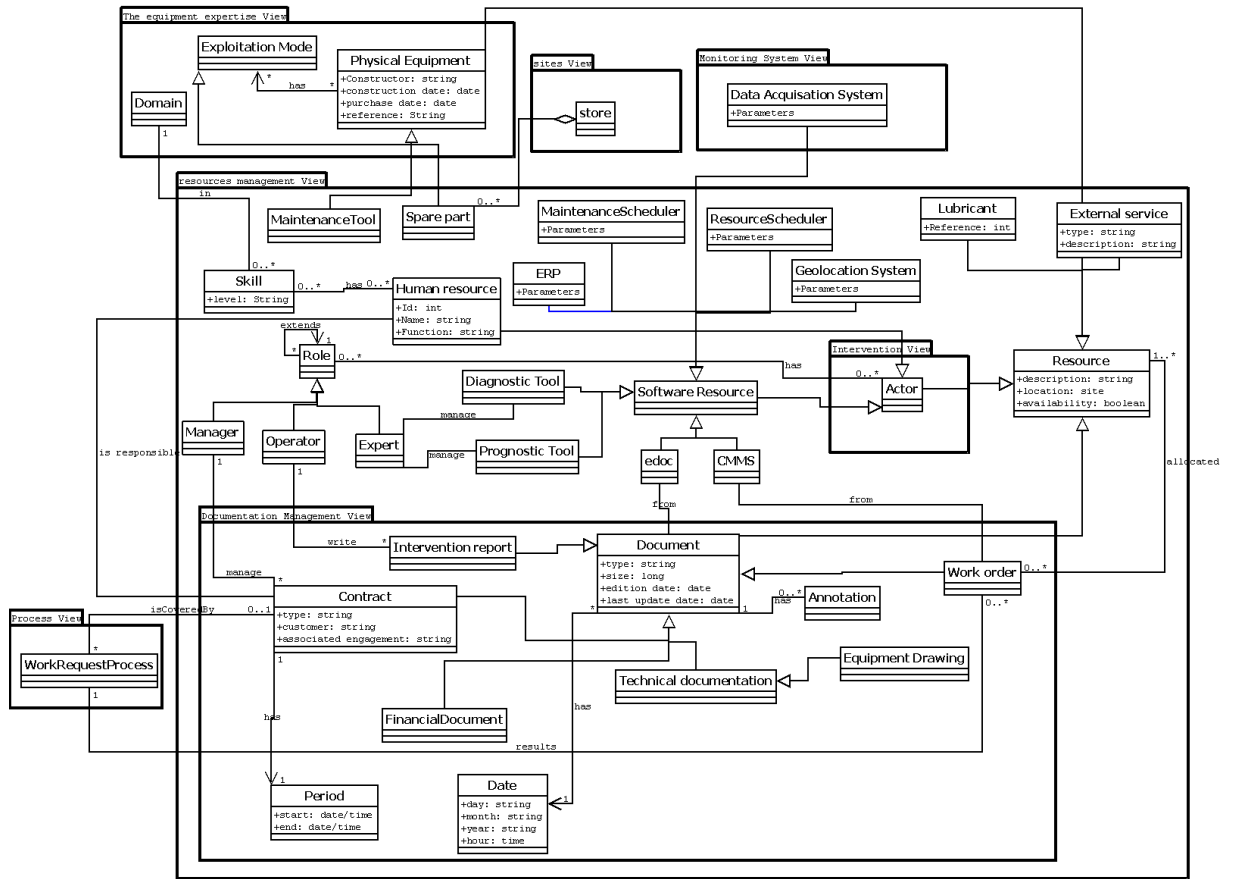 The equipment expertise View
Exploitation Mode
Physical Equipment
+Constructor: string
+construction date: date
+purchase date: date
+reference: String
*
has
*
Domain
1
sites View
store
Monitoring System View
Data Acquisation System
+Parameters
resources management View
in
MaintenanceTool
Spare part
0..*
MaintenanceScheduler
+Parameters
ResourceScheduler
+Parameters
Lubricant
+Reference: int
External service
+type: string
+description: string
0..*
Skill
+level: String
0..*
has
0..*
Human resource
+Id: int
+Name: string
+Function: string
ERP
+Parameters
Geolocation System
+Parameters
extends
1
*
Role
0..*
has
0..*
Intervention View
Actor
Resource
+description: string
+location: site
+availability: boolean
1..*
Diagnostic Tool
Software Resource
manage
Manager
1
Operator
1
Expert
manage
Prognostic Tool
is responsible
edoc
CMMS
allocated
from
from
Documentation Management View
write
*
Intervention report
Document
+type: string
+size: long
+edition date: date
+last update date: date
*
1
Work order
0..*
0..*
manage
*
0..*
has
Annotation
isCoveredBy
0..1
Contract
+type: string
+customer: string
+associated engagement: string
1
Process View
*
WorkRequestProcess
1
Equipment Drawing
Technical documentation
has
FinancialDocument
has
results
1
Period
+start: date/time
+end: date/time
Date
+day: string
+month: string
+year: string
+hour: time
1